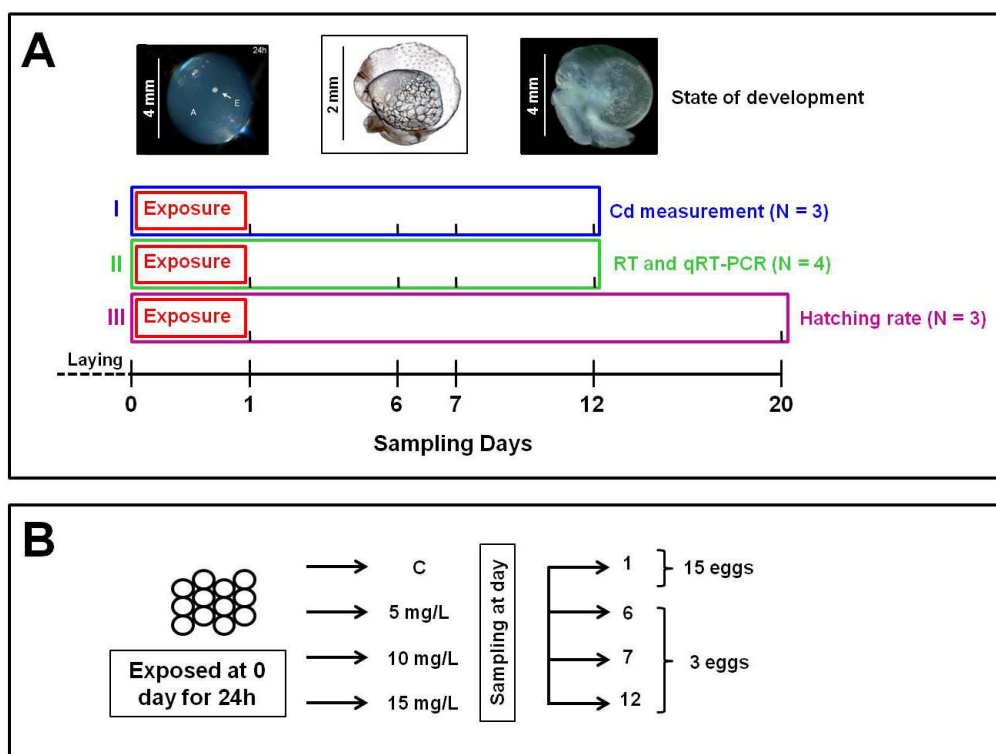 A
24h
4 mm
A
E
2 mm
4 mm
State of development
I
Exposure
Cd measurement (N = 3)
II
Exposure
RT and qRT-PCR (N = 4)
III
Exposure
Hatching rate (N = 3)
Laying
0 1 6 7 12 20
Sampling Days
B
Exposed at 0
day for 24h
C
5 mg/L
10 mg/L
15 mg/L
Sampling at day
1
6
7
12
15 eggs
3 eggs